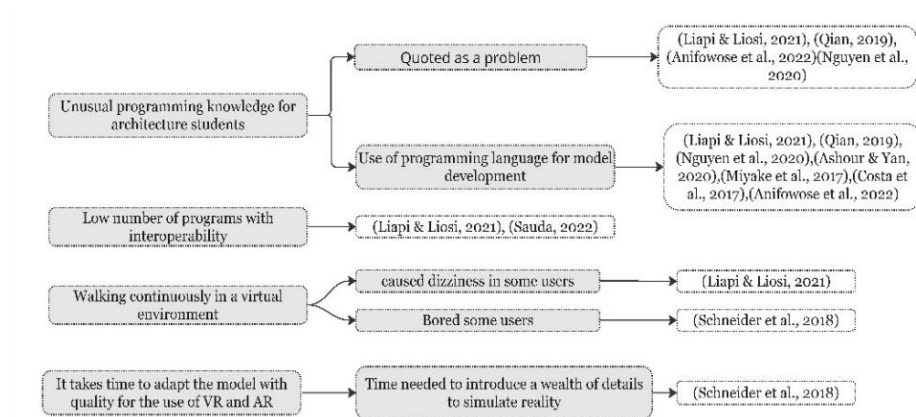 Quoted as a problem
(Liapi & Liosi, 2021), (Qian, 2019),
(Anifowose et al., 2022)(Nguyen et al.,
2020)
Unusual programming knowledge for
architecture students
Use of programming language for model
development
(Liapi & Liosi, 2021), (Qian, 2019),
(Nguyen et al., 2020),(Ashour & Yan,
2020),(Miyake et al., 2017),(Costa et
al., 2017),(Anifowose et al., 2022)
Low number of programs with
interoperability
(Liapi & Liosi, 2021), (Sauda, 2022)
Walking continuously in a virtual
environment
caused dizziness in some users
(Liapi & Liosi, 2021)
Bored some users
(Schneider et al., 2018)
It takes time to adapt the model with
quality for the use of VR and AR
Time needed to introduce a wealth of details
to simulate reality
(Schneider et al., 2018)